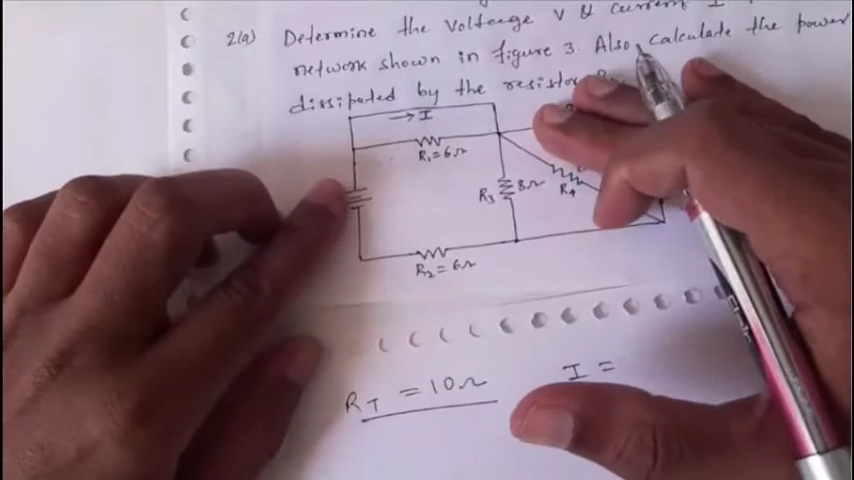 2(a) Determine the Voltage V & current I
network shown in figure 3. Also calculate the power
dissipated by the resistor
→ I
R1 = 6Ω
R3 8Ω
R4
R2 = 6Ω
RT = 10Ω I =